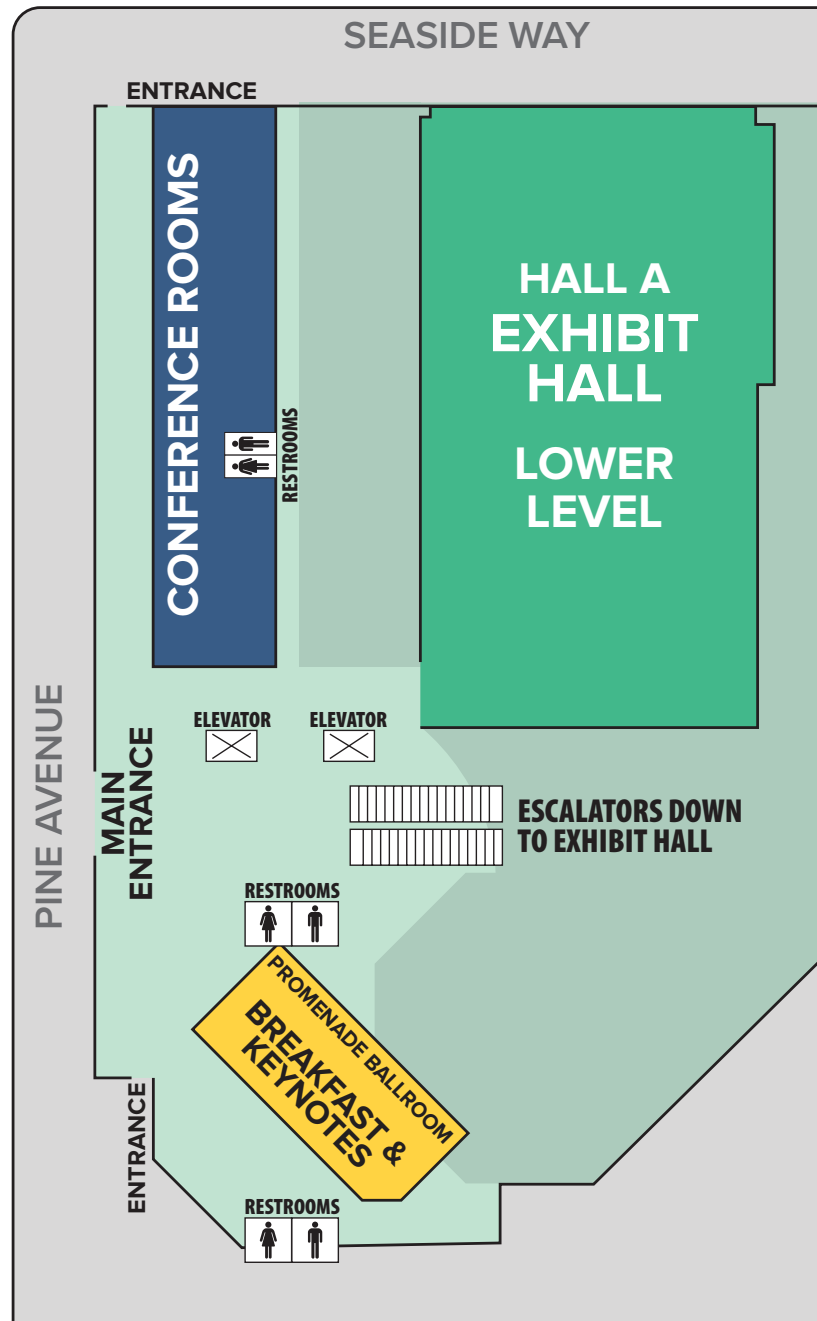 SEASIDE WAY
ENTRANCE
CONFERENCE ROOMS
RESTROOMS
HALL A
EXHIBIT
HALL
LOWER
LEVEL
PINE AVENUE
ELEVATOR
ELEVATOR
MAIN
ENTRANCE
ESCALATORS DOWN
TO EXHIBIT HALL
RESTROOMS
PROMENADE BALLROOM
BREAKFAST &
KEYNOTES
ENTRANCE
RESTROOMS